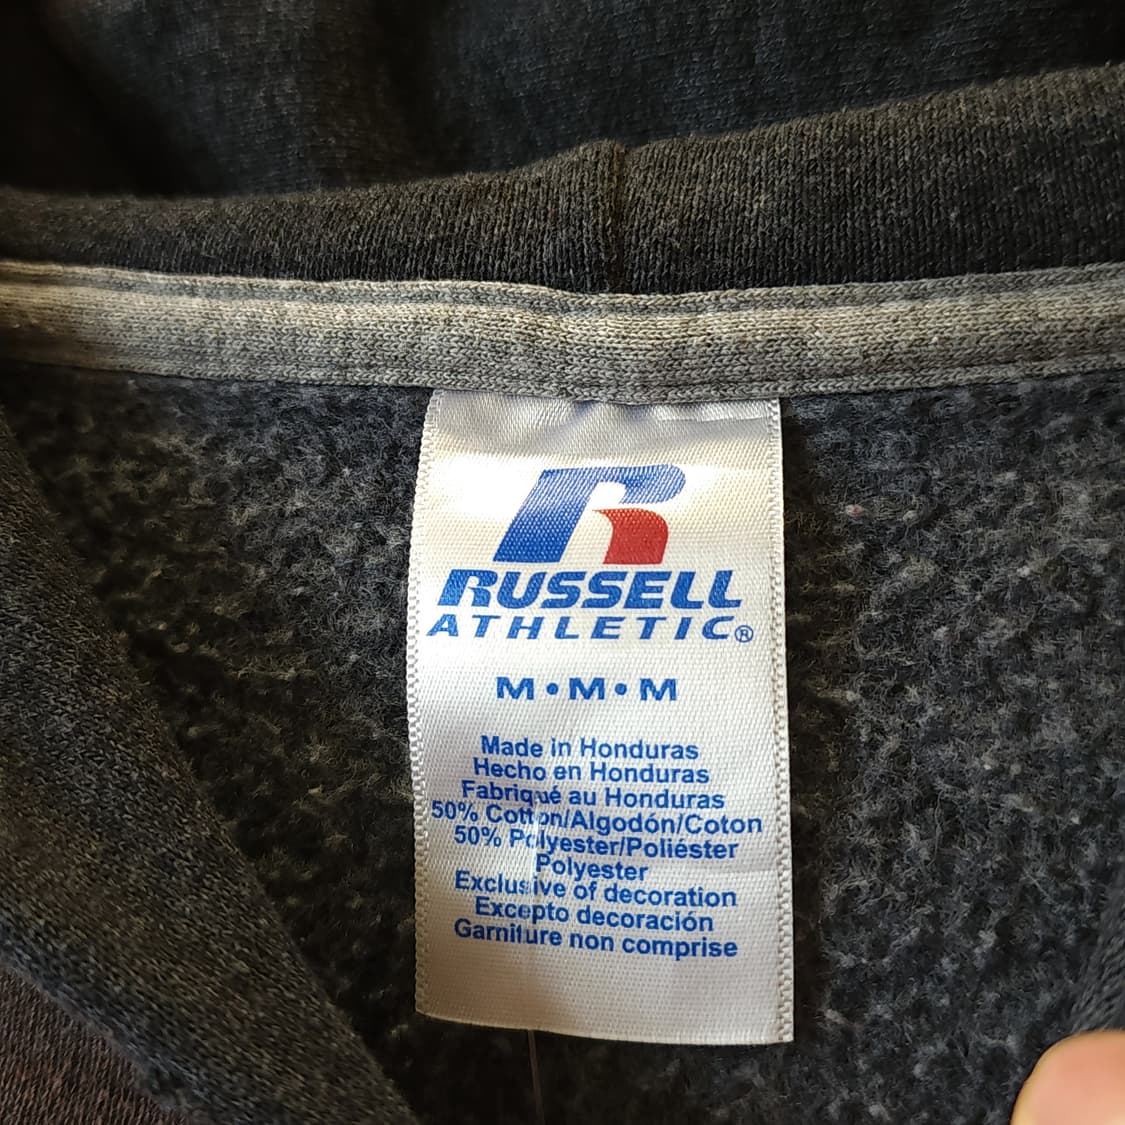 R
RUSSELL
ATHLETIC®
M•M•M
Made in Honduras
Hecho en Honduras
Fabriqué au Honduras
50% Cotton/Algodón/Coton
50% Polyester/Poliéster
Polyester
Exclusive of decoration
Excepto decoración
Garniture non comprise